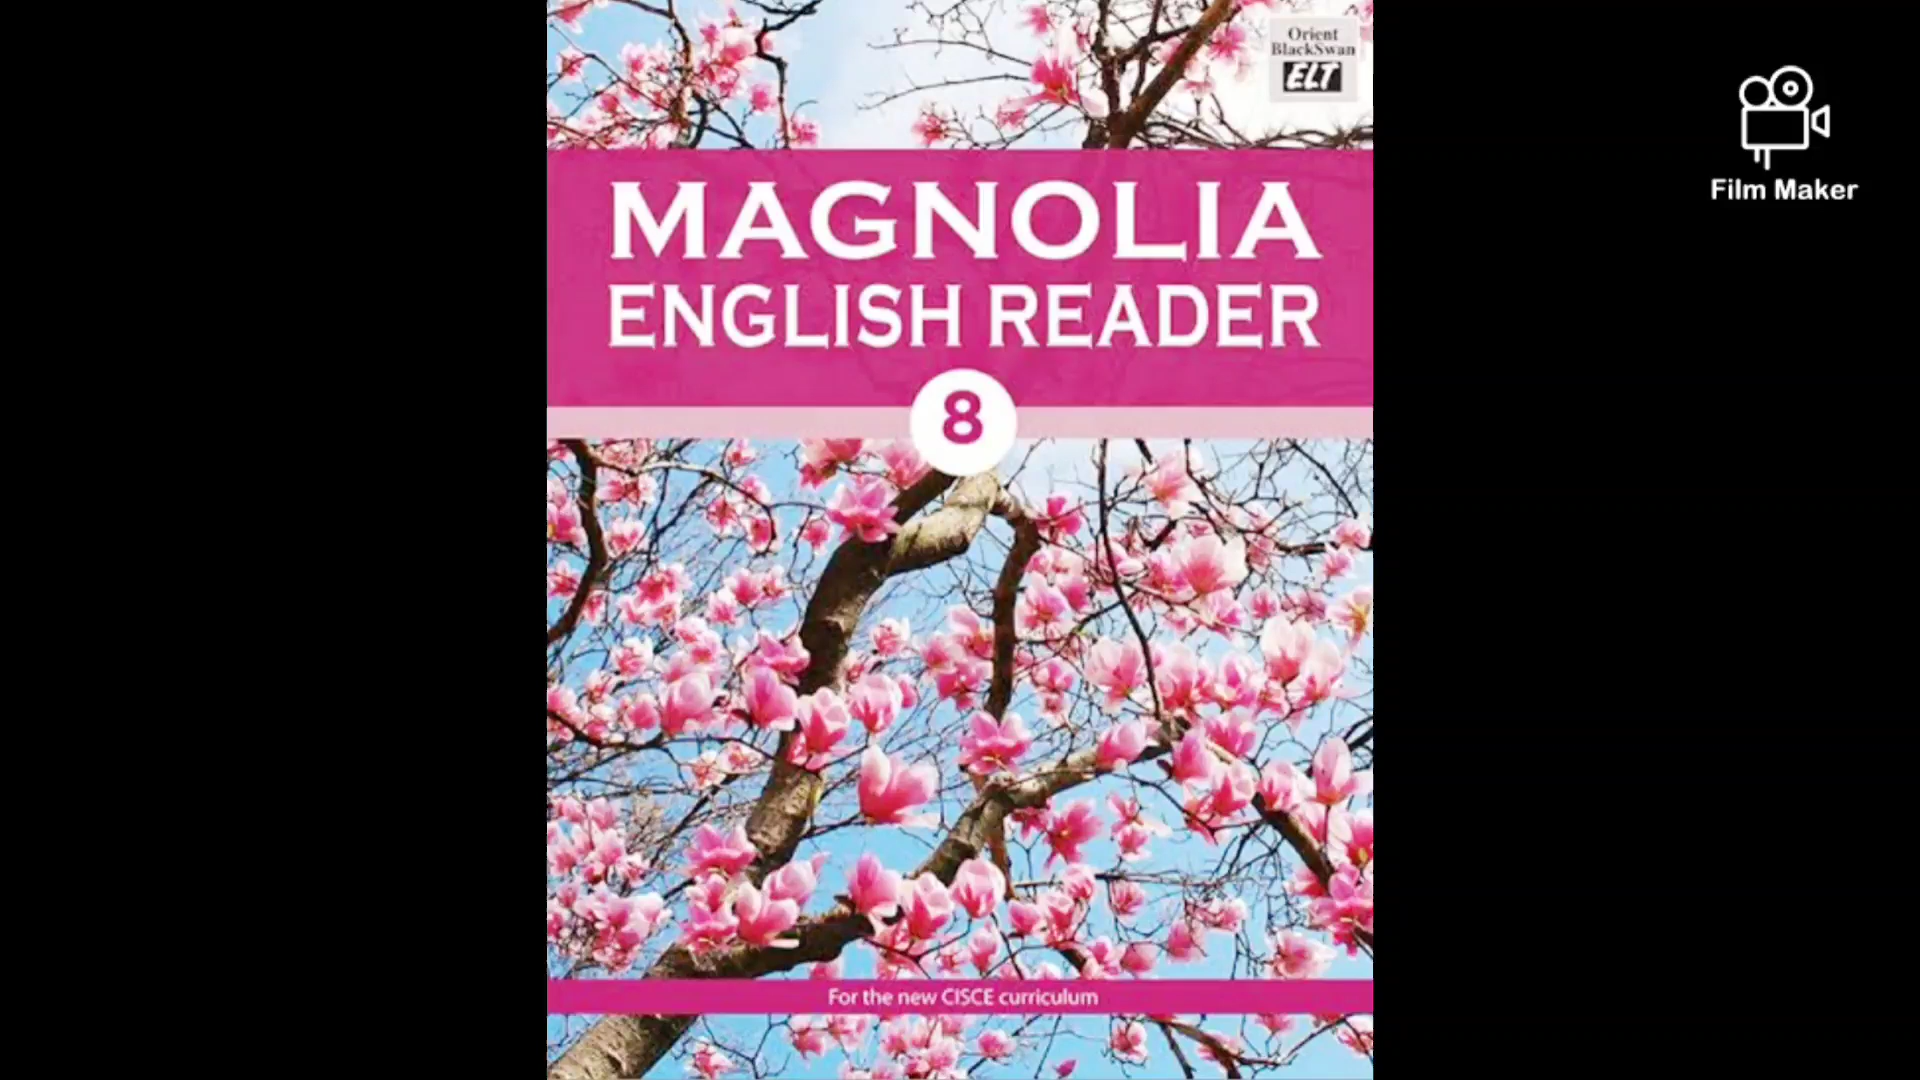 Orient
BlackSwan
ELT
Film Maker
MAGNOLIA
ENGLISH READER
8
For the new CISCE curriculum